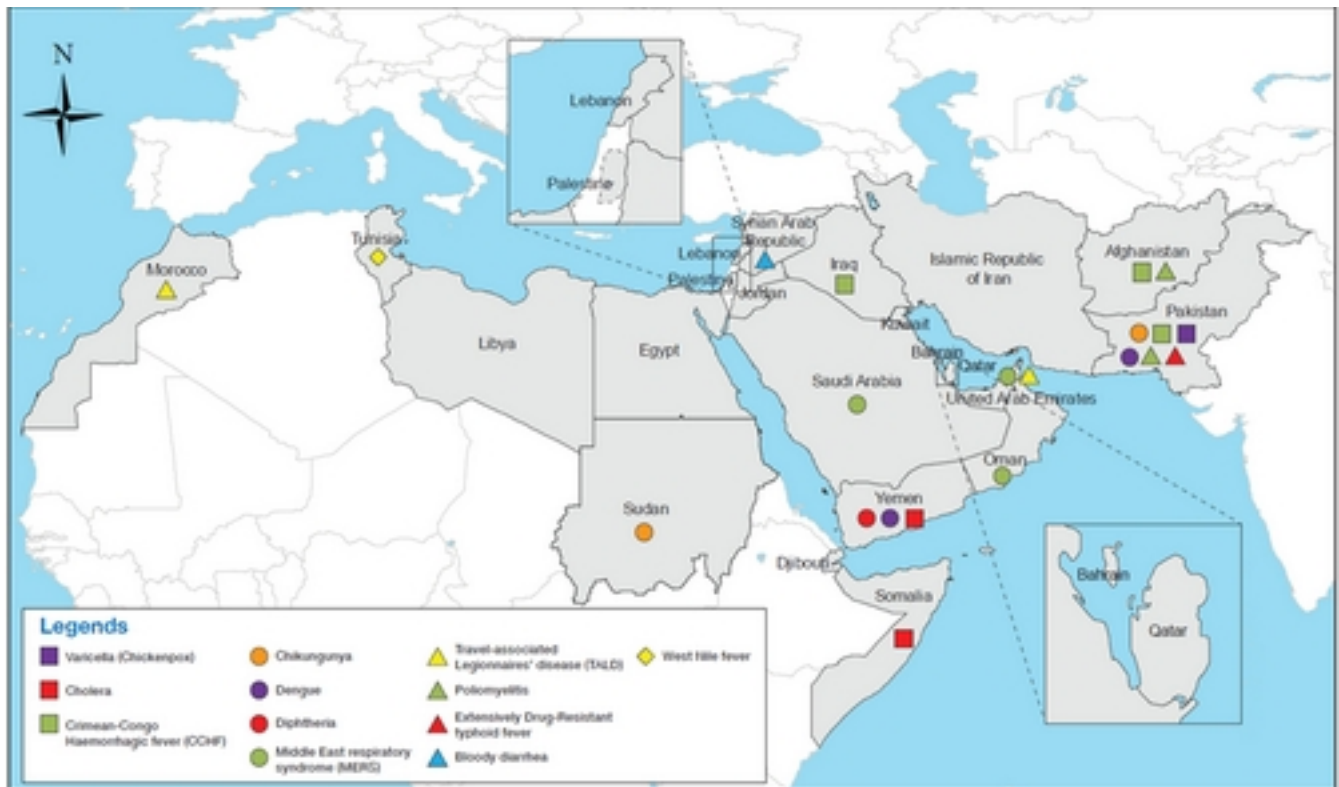 N
Lebanon
Palestine
Tunisia
Syrian Arab
Republic
Lebanon
Palestine
Jordan
Iraq
Islamic Republic
of Iran
Afghanistan
Pakistan
Morocco
Libya
Egypt
Kuwait
Bahrain
Qatar
Saudi Arabia
United Arab Emirates
Oman
Sudan
Yemen
Djibouti
Somalia
Bahrain
Qatar
Legends
Varicella (Chickenpox)
Cholera
Crimean-Congo
Haemorrhagic fever (CCHF)
Chikungunya
Dengue
Diphtheria
Middle East respiratory
syndrome (MERS)
Travel-associated
Legionnaires' disease (TALD)
Poliomyelitis
Extensively Drug-Resistant
typhoid fever
Bloody diarrhea
West Nile fever